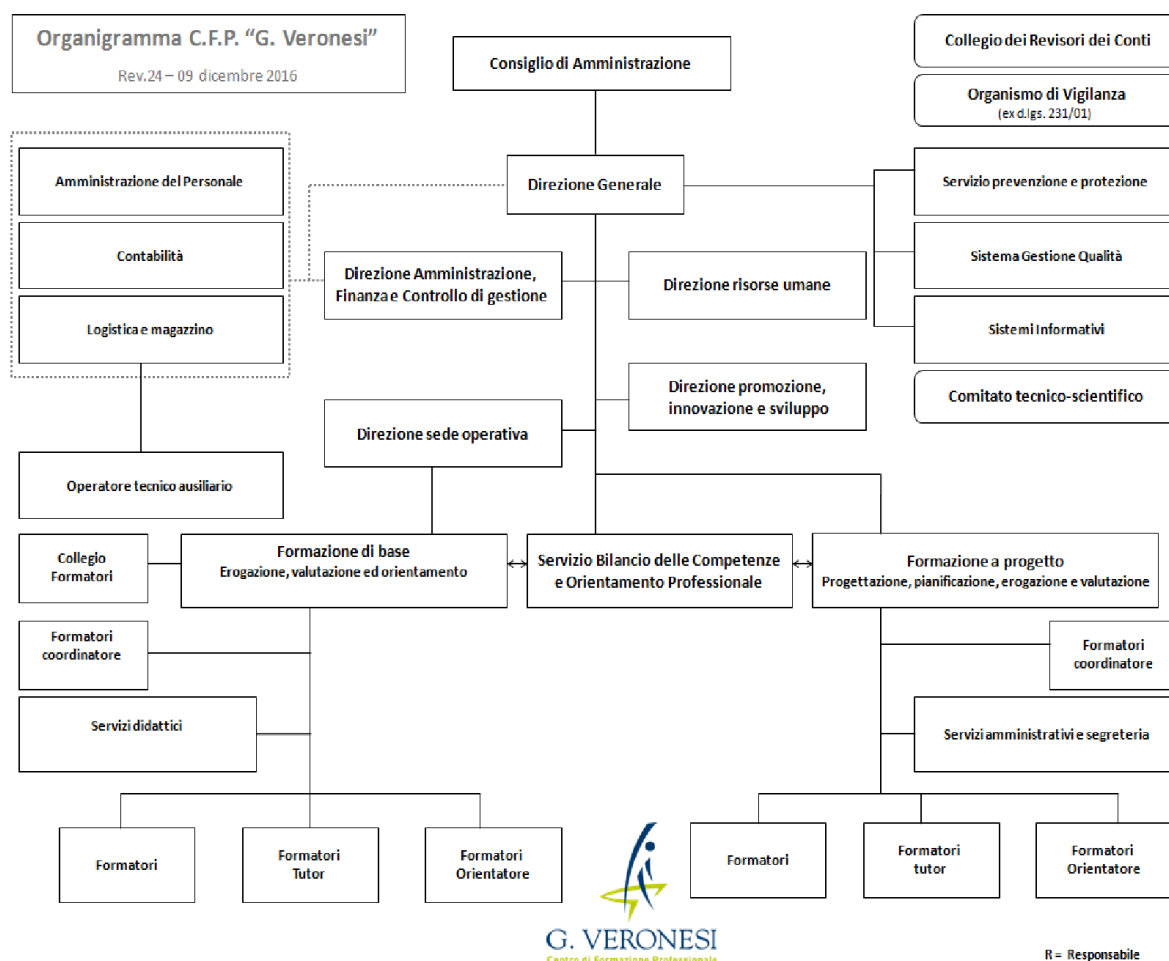 Organigramma C.F.P. “G. Veronesi”
Rev.24 – 09 dicembre 2016
Consiglio di Amministrazione
Collegio dei Revisori dei Conti
Organismo di Vigilanza
(ex d.lgs. 231/01)
Amministrazione del Personale
Direzione Generale
Servizio prevenzione e protezione
Contabilità
Direzione Amministrazione,
Finanza e Controllo di gestione
Direzione risorse umane
Sistema Gestione Qualità
Logistica e magazzino
Sistemi Informativi
Direzione promozione,
innovazione e sviluppo
Comitato tecnico-scientifico
Direzione sede operativa
Operatore tecnico ausiliario
Collegio
Formatori
Formazione di base
Erogazione, valutazione ed orientamento
Servizio Bilancio delle Competenze
e Orientamento Professionale
Formazione a progetto
Progettazione, pianificazione, erogazione e valutazione
Formatori
coordinatore
Formatori
coordinatore
Servizi didattici
Servizi amministrativi e segreteria
Formatori
Formatori
Tutor
Formatori
Orientatore
Formatori
Formatori
tutor
Formatori
Orientatore
G. VERONESI
Centro di Formazione Professionale
R = Responsabile